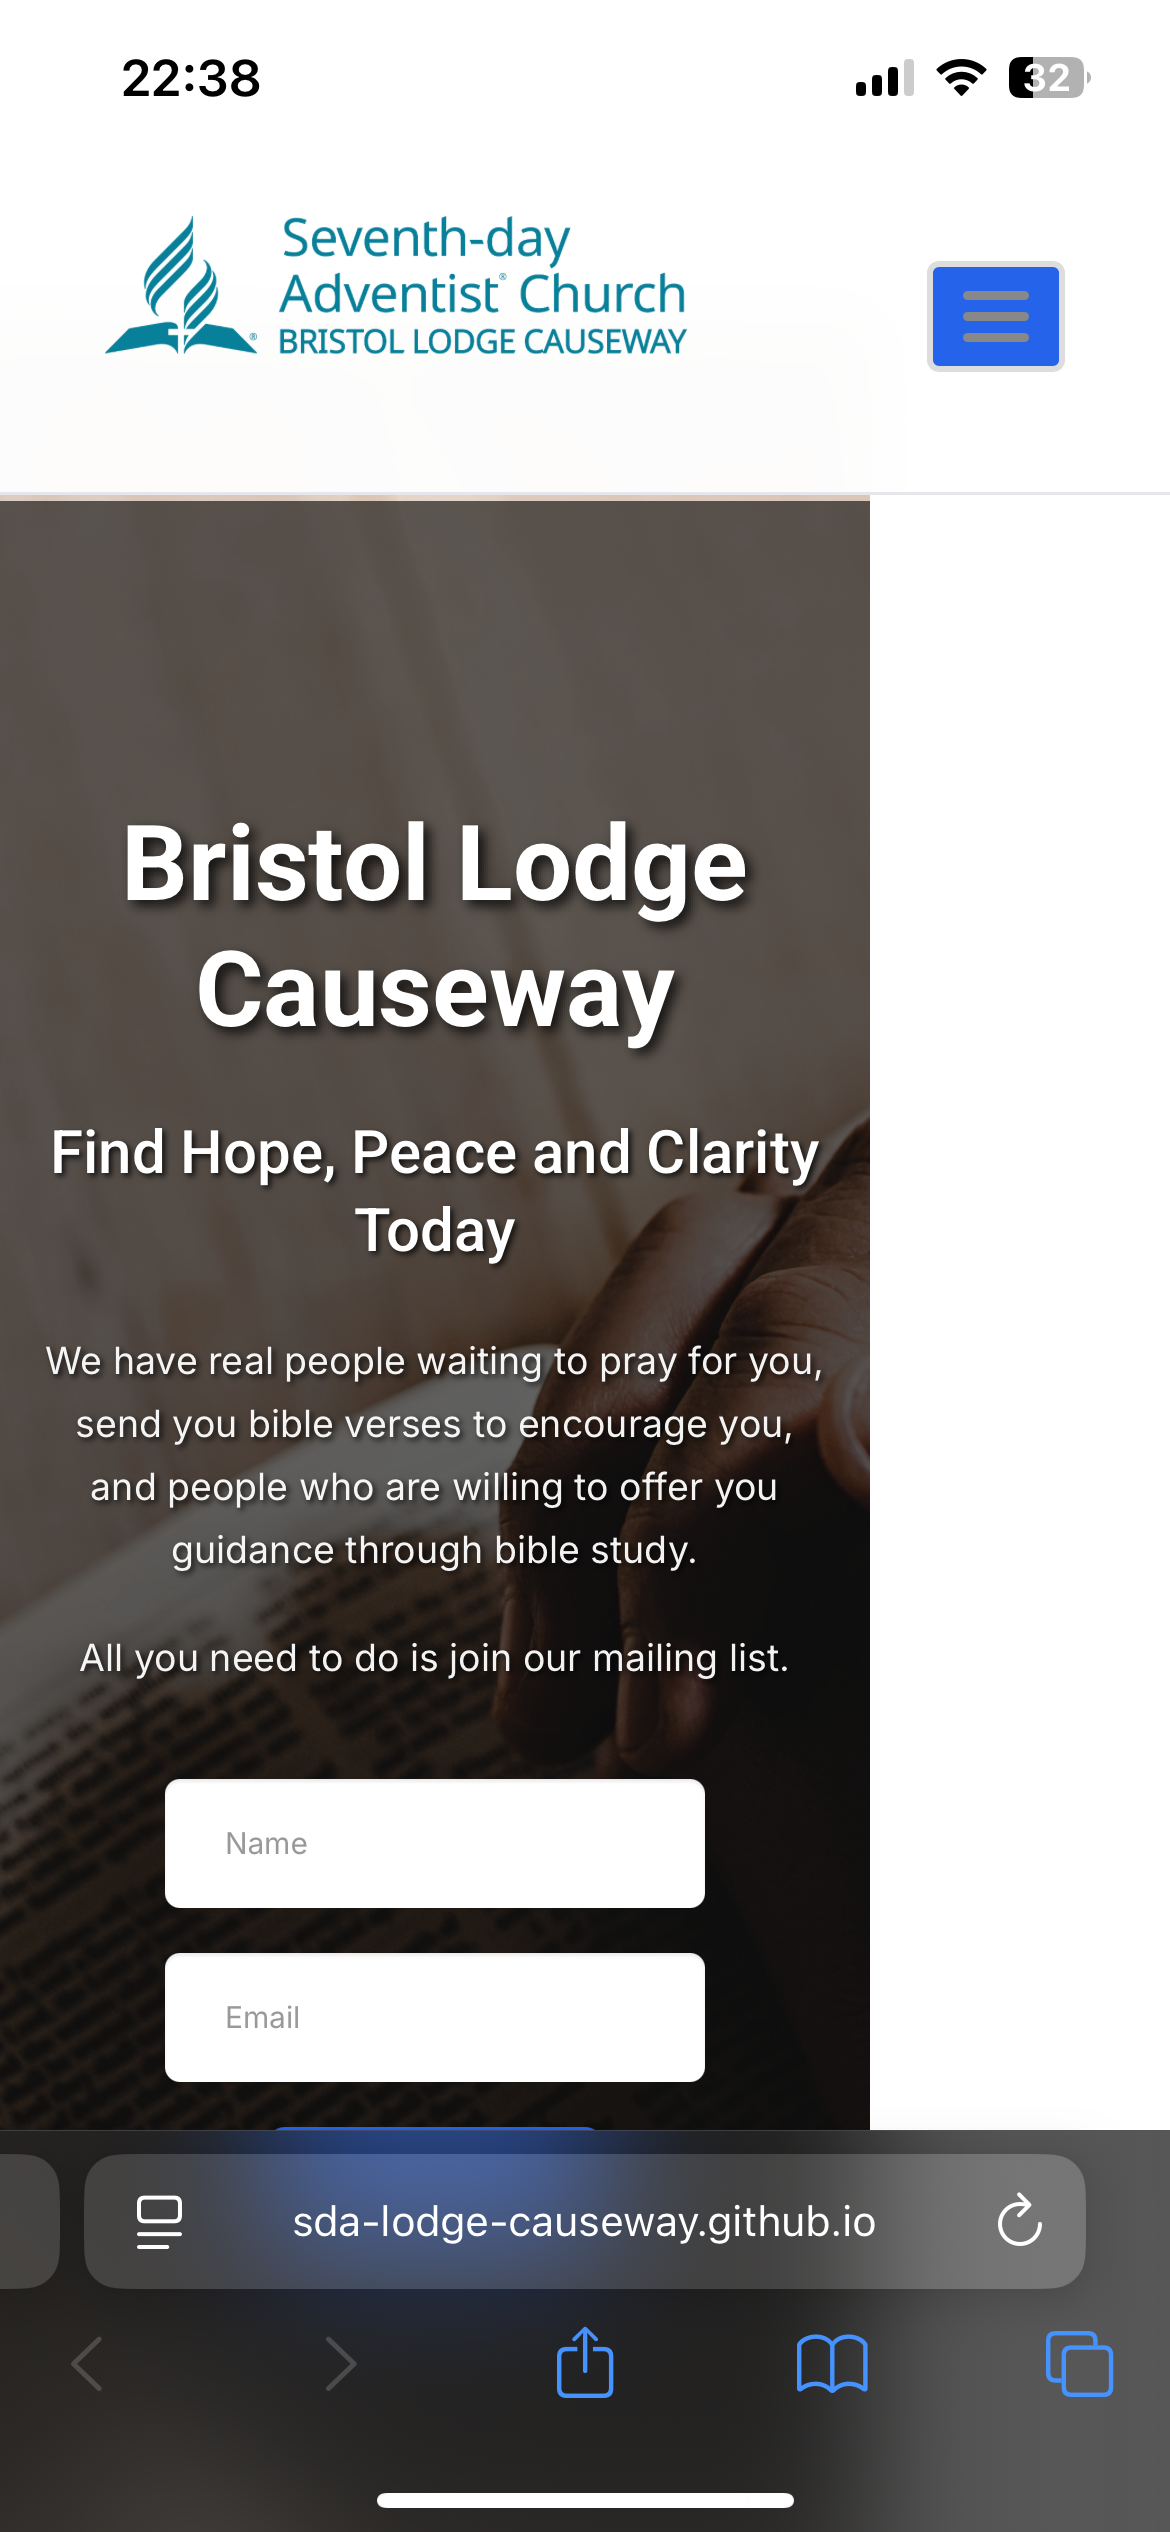 22:38
32
Seventh-day
Adventist® Church
BRISTOL LODGE CAUSEWAY
®
Bristol Lodge
Causeway
Find Hope, Peace and Clarity
Today
We have real people waiting to pray for you,
send you bible verses to encourage you,
and people who are willing to offer you
guidance through bible study.
All you need to do is join our mailing list.
Name
Email
sda-lodge-causeway.github.io